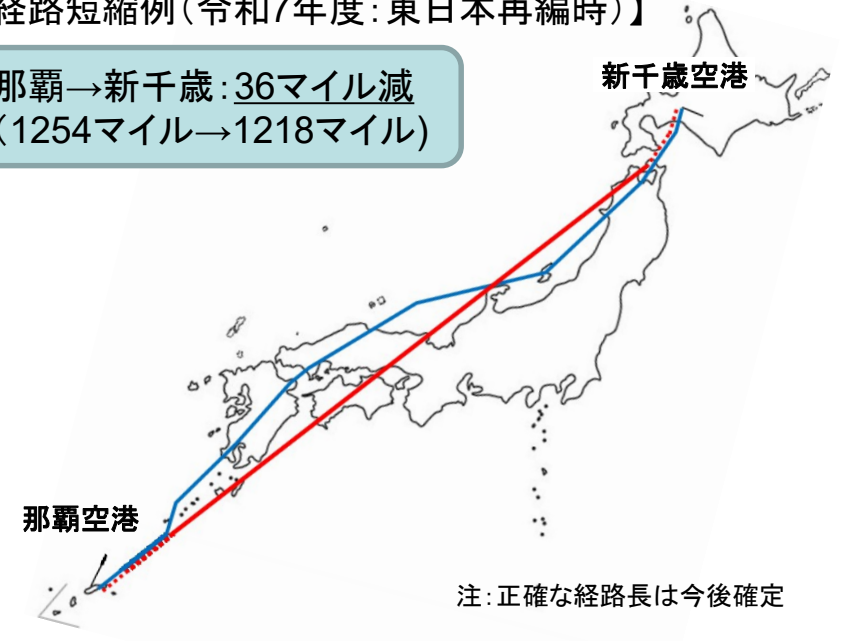 経路短縮例（令和7年度：東日本再編時）】
那覇→新千歳：36マイル減
（1254マイル→1218マイル）
新千歳空港
那覇空港
注：正確な経路長は今後確定